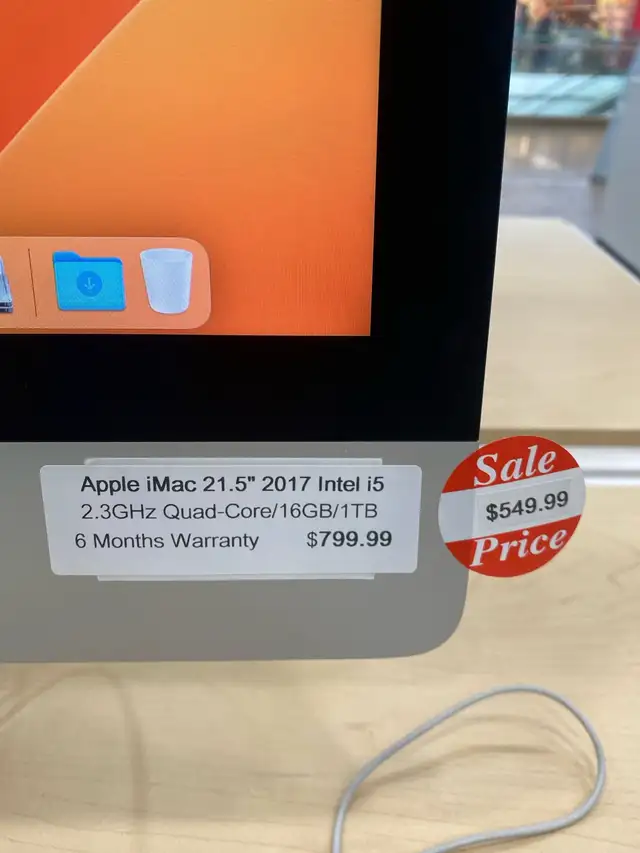 Apple iMac 21.5" 2017 Intel i5
2.3GHz Quad-Core/16GB/1TB
6 Months Warranty $799.99
Sale
$549.99
Price